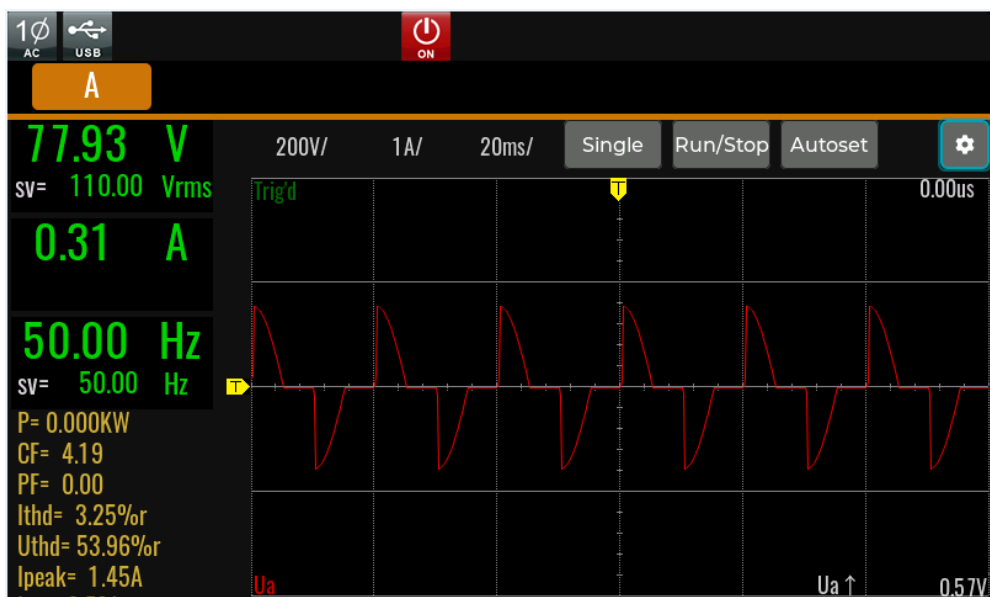 1Ø
AC
USB
ON
A
77.93 V
sv= 110.00 Vrms
0.31 A
50.00 Hz
sv= 50.00 Hz
P= 0.000KW
CF= 4.19
PF= 0.00
Ithd= 3.25%r
Uthd= 53.96%r
Ipeak= 1.45A
200V/ 1A/ 20ms/ Single Run/Stop Autoset
Trig'd T 0.00us
T
Ua Ua↑ 0.57V